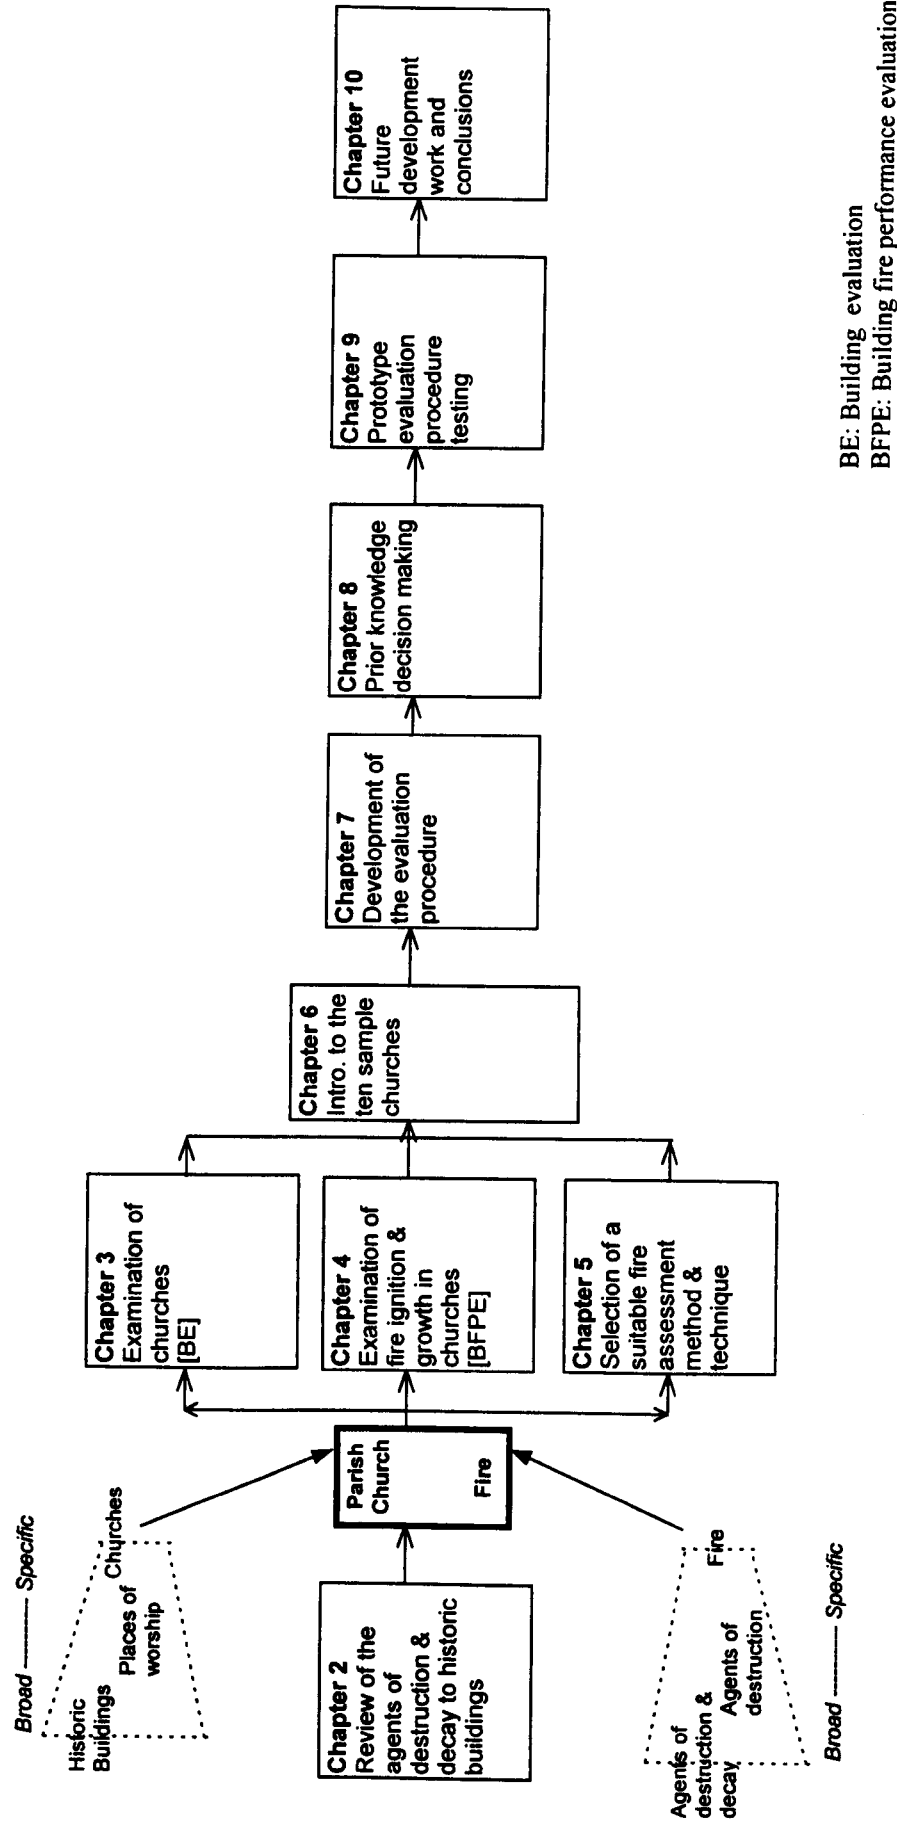 Broad ---------- Specific
Historic
Buildings
Places of
worship
Churches
Chapter 2
Review of the
agents of
destruction &
decay to historic
buildings
Parish
Church
Fire
Agents of
destruction &
decay
Agents of
destruction
Fire
Broad ---------- Specific
Chapter 3
Examination of
churches
[BE]
Chapter 4
Examination of
fire ignition &
growth in
churches
[BFPE]
Chapter 5
Selection of a
suitable fire
assessment
method &
technique
Chapter 6
Intro. to the
ten sample
churches
Chapter 7
Development of
the evaluation
procedure
Chapter 8
Prior knowledge
decision making
Chapter 9
Prototype
evaluation
procedure
testing
Chapter 10
Future
development
work and
conclusions
BE: Building evaluation
BFPE: Building fire performance evaluation